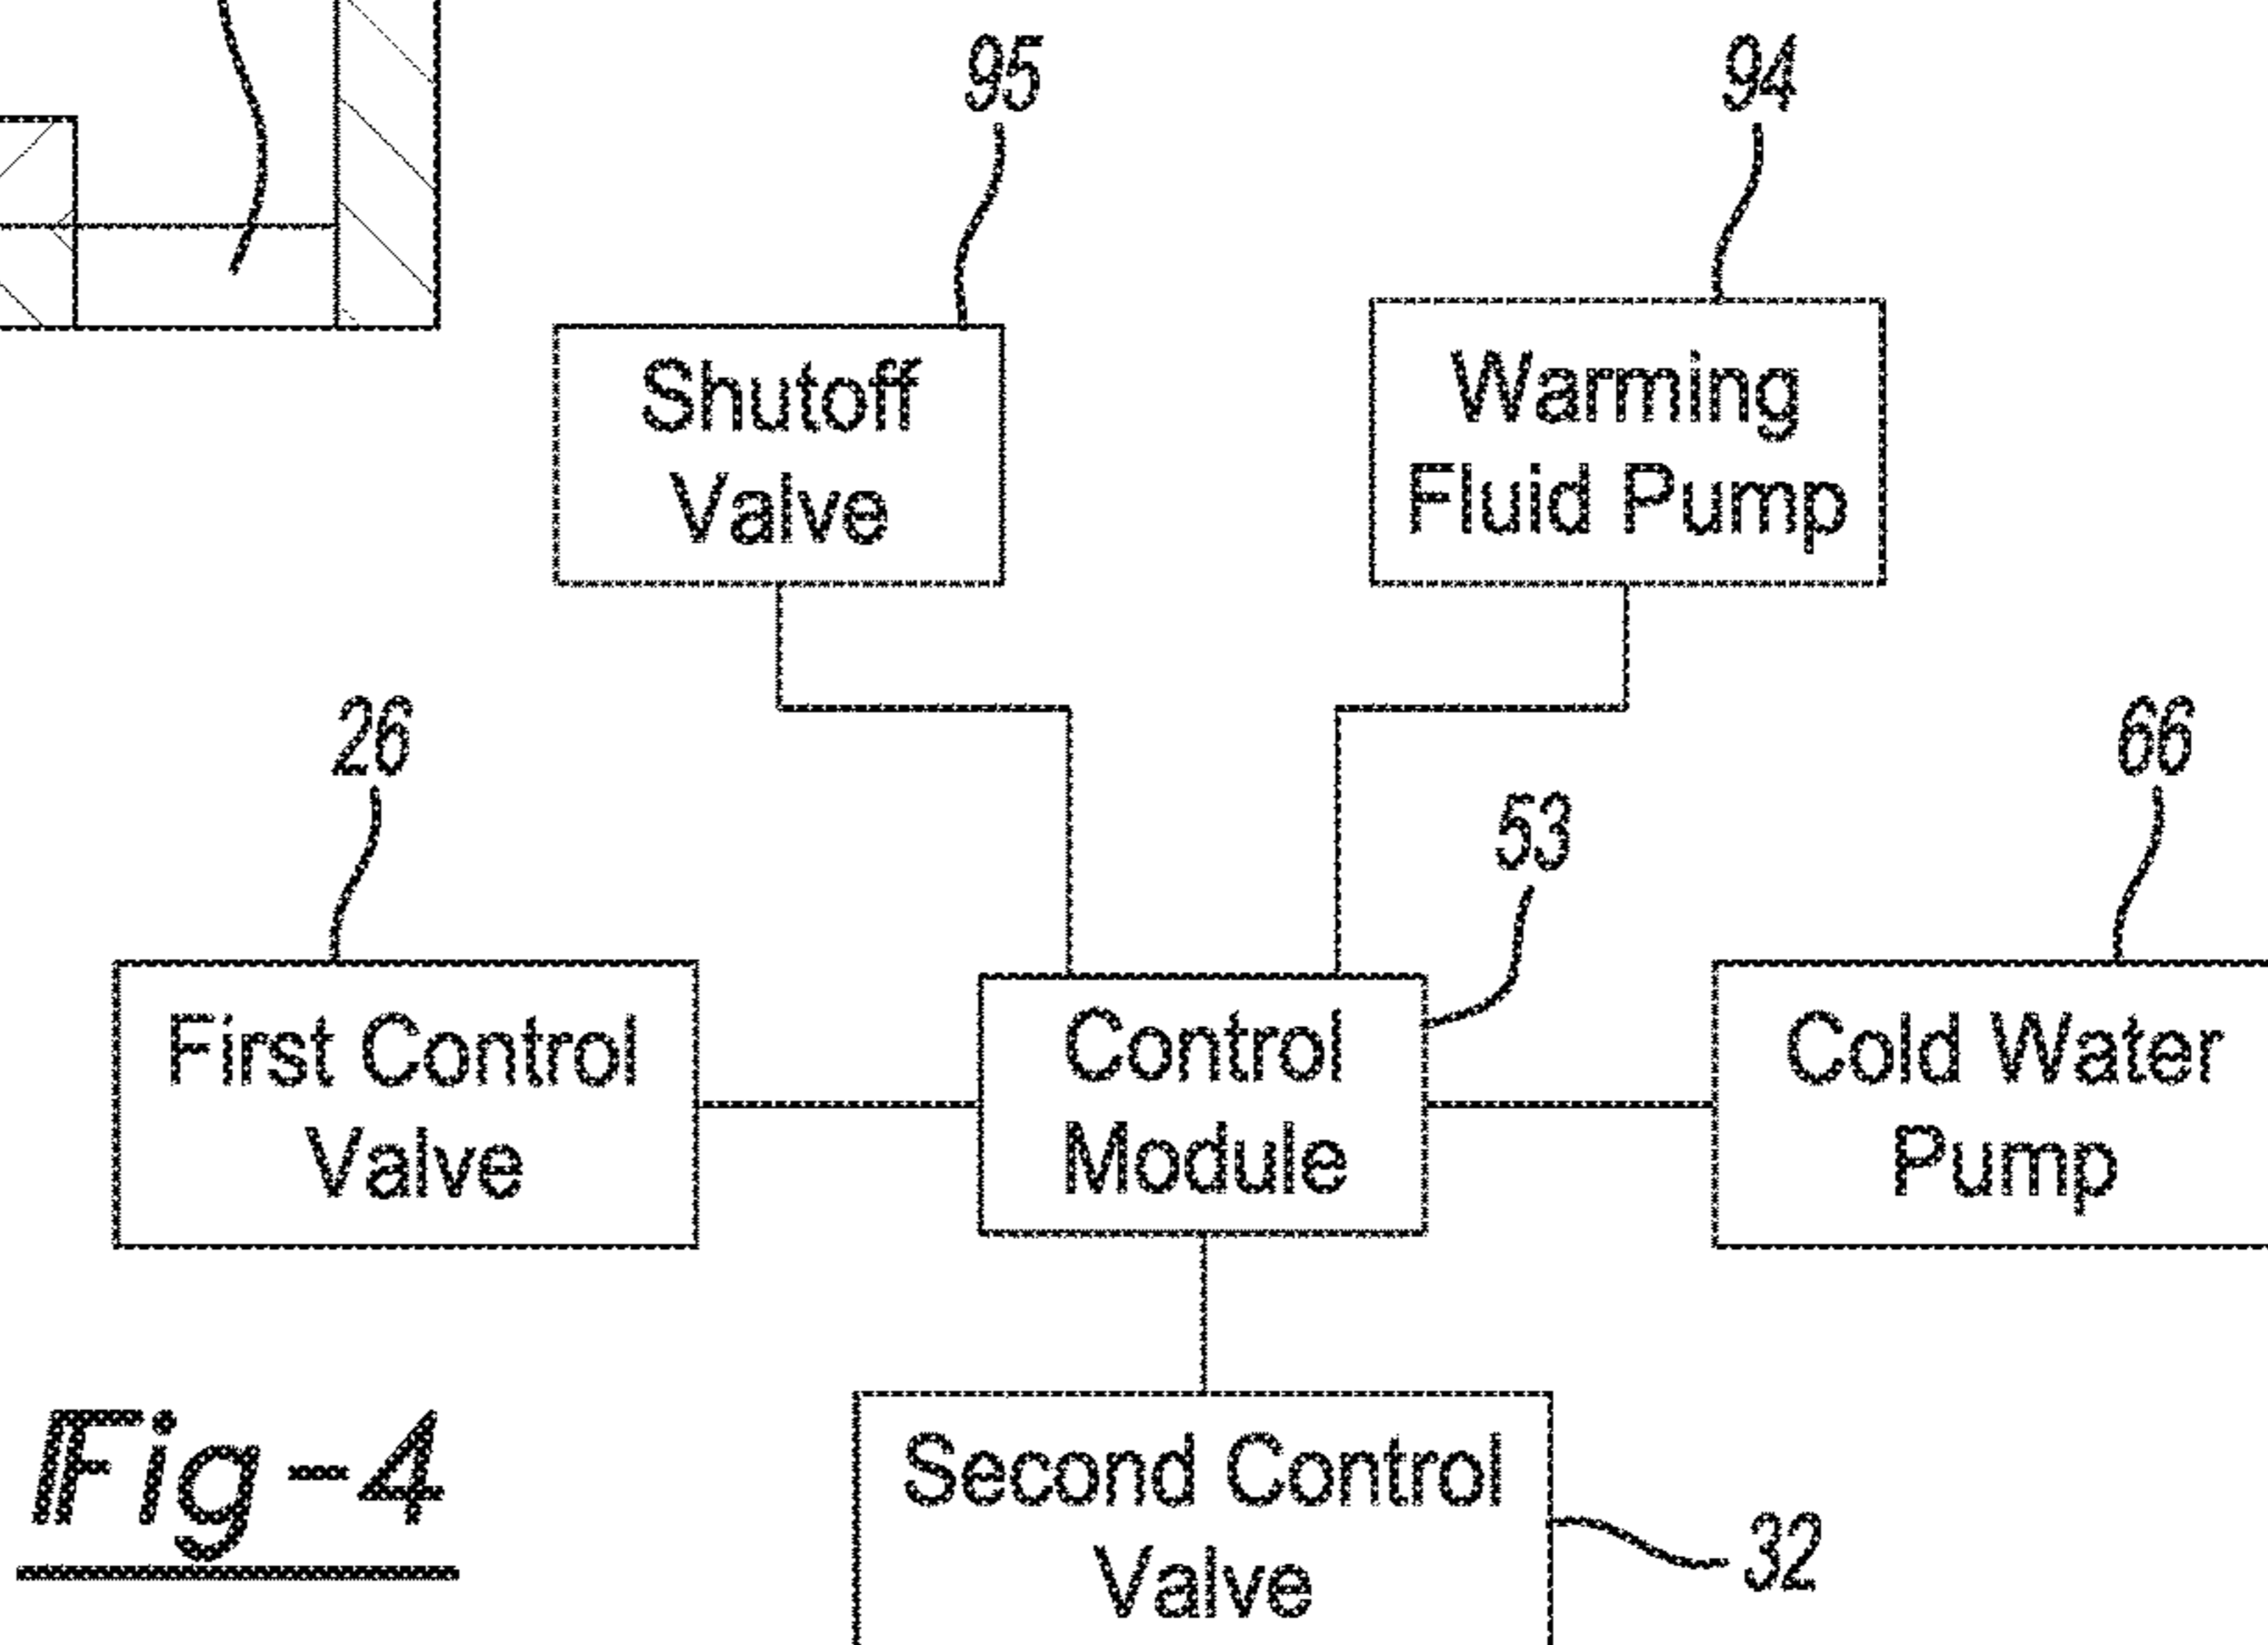 95
94
Shutoff
Valve
Warming
Fluid Pump
26
66
53
First Control
Valve
Control
Module
Cold Water
Pump
Second Control
Valve
32
Fig-4